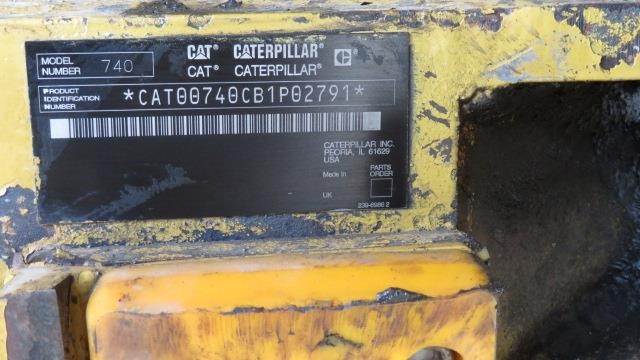 MODEL NUMBER 740
CAT CATERPILLAR C
CAT® CATERPILLAR®
PRODUCT IDENTIFICATION NUMBER
*CAT00740CB1P02791*
CATERPILLAR INC.
PEORIA, IL 61629
USA
Made In
PARTS ORDER
UK
239-6986 2